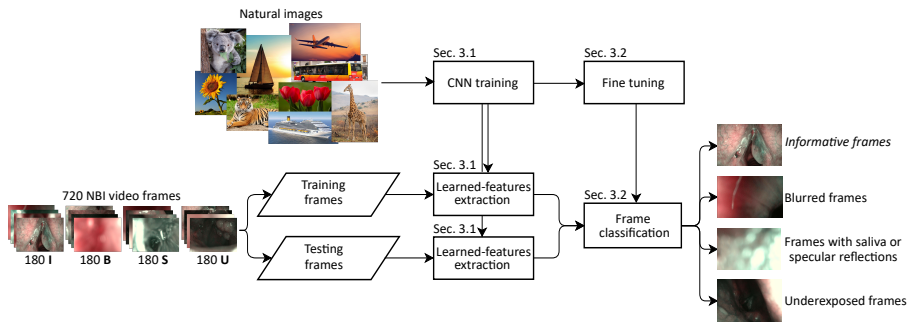 Natural images
Sec. 3.1
CNN training
Sec. 3.2
Fine tuning
720 NBI video frames
180 I
180 B
180 S
180 U
Training
frames
Testing
frames
Sec. 3.1
Learned-features
extraction
Sec. 3.1
Learned-features
extraction
Sec. 3.2
Frame
classification
Informative frames
Blurred frames
Frames with saliva or
specular reflections
Underexposed frames